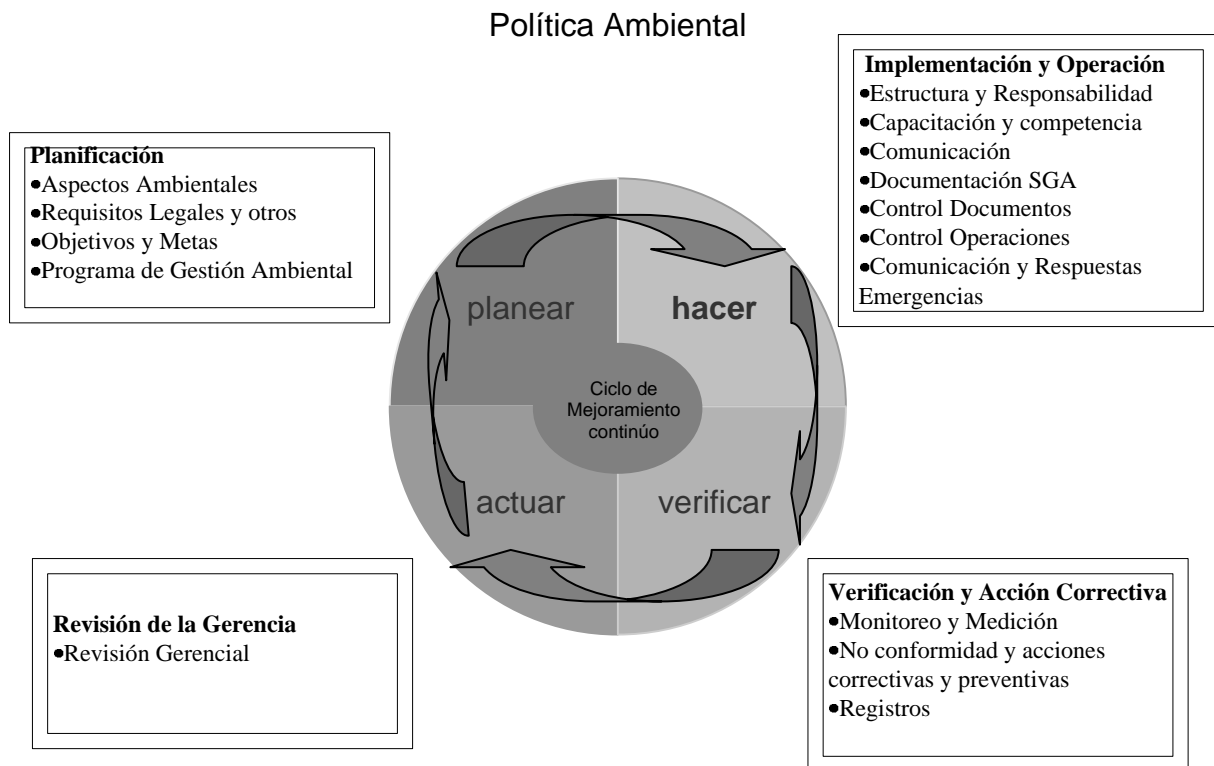 Política Ambiental
Planificación
•Aspectos Ambientales
•Requisitos Legales y otros
•Objetivos y Metas
•Programa de Gestión Ambiental
Implementación y Operación
•Estructura y Responsabilidad
•Capacitación y competencia
•Comunicación
•Documentación SGA
•Control Documentos
•Control Operaciones
•Comunicación y Respuestas
Emergencias
planear
hacer
Ciclo de
Mejoramiento
continúo
actuar
verificar
Revisión de la Gerencia
•Revisión Gerencial
Verificación y Acción Correctiva
•Monitoreo y Medición
•No conformidad y acciones
correctivas y preventivas
•Registros